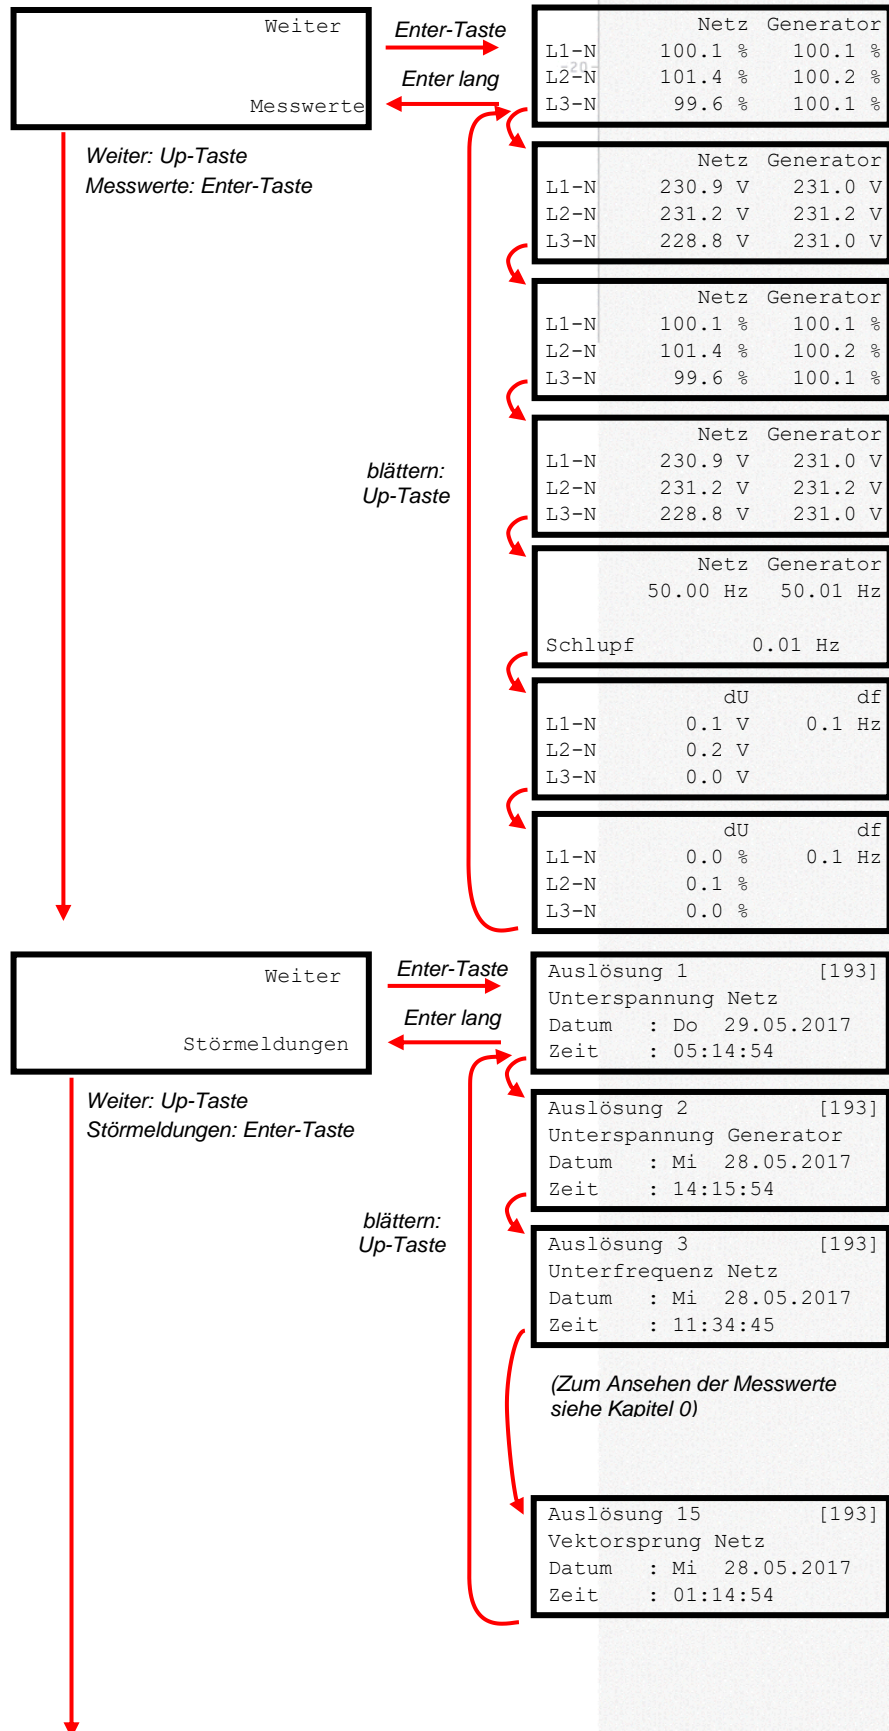 Weiter
Messwerte
Enter-Taste
Enter lang
Netz Generator
L1-N 100.1 % 100.1 %
-20-
L2-N 101.4 % 100.2 %
L3-N 99.6 % 100.1 %
Weiter: Up-Taste
Messwerte: Enter-Taste
Netz Generator
L1-N 230.9 V 231.0 V
L2-N 231.2 V 231.2 V
L3-N 228.8 V 231.0 V
Netz Generator
L1-N 100.1 % 100.1 %
L2-N 101.4 % 100.2 %
L3-N 99.6 % 100.1 %
blättern:
Up-Taste
Netz Generator
L1-N 230.9 V 231.0 V
L2-N 231.2 V 231.2 V
L3-N 228.8 V 231.0 V
Netz Generator
50.00 Hz 50.01 Hz
Schlupf 0.01 Hz
dU df
L1-N 0.1 V 0.1 Hz
L2-N 0.2 V
L3-N 0.0 V
dU df
L1-N 0.0 % 0.1 Hz
L2-N 0.1 %
L3-N 0.0 %
Weiter
Störmeldungen
Enter-Taste
Enter lang
Auslösung 1 [193]
Unterspannung Netz
Datum : Do 29.05.2017
Zeit : 05:14:54
Weiter: Up-Taste
Störmeldungen: Enter-Taste
Auslösung 2 [193]
Unterspannung Generator
Datum : Mi 28.05.2017
Zeit : 14:15:54
blättern:
Up-Taste
Auslösung 3 [193]
Unterfrequenz Netz
Datum : Mi 28.05.2017
Zeit : 11:34:45
(Zum Ansehen der Messwerte
siehe Kapitel 0)
Auslösung 15 [193]
Vektorsprung Netz
Datum : Mi 28.05.2017
Zeit : 01:14:54